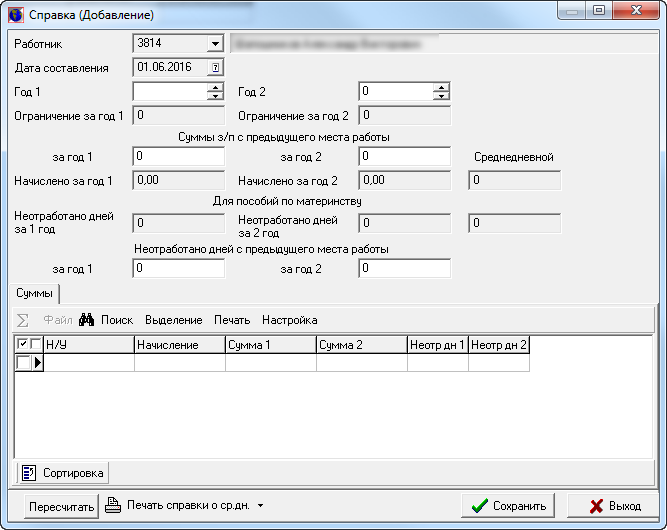 Справка (Добавление)
Работник 3814
Дата составления 01.06.2016 ?
Год 1 Год 2 0
Ограничение за год 1 0 Ограничение за год 2 0
Суммы з/п с предыдущего места работы
за год 1 0 за год 2 0 Среднедневной
Начислено за год 1 0,00 Начислено за год 2 0,00 0
Для пособий по материнству
Неотработано дней за 1 год 0 Неотработано дней за 2 год 0 0
Неотработано дней с предыдущего места работы
за год 1 0 за год 2 0
Суммы
Σ Файл Поиск Выделение Печать Настройка
Н/У Начисление Сумма 1 Сумма 2 Неотр дн 1 Неотр дн 2
Сортировка
Пересчитать Печать справки о ср.дн. Сохранить Выход